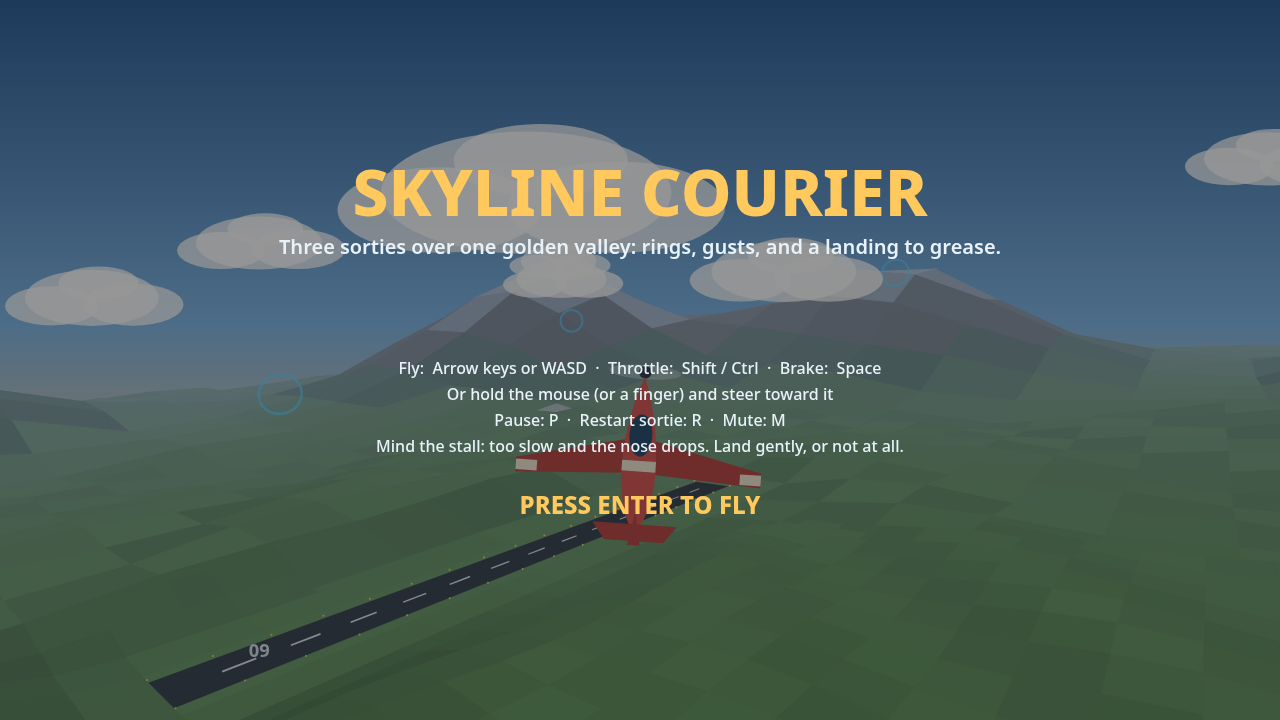 SKYLINE COURIER
Three sorties over one golden valley: rings, gusts, and a landing to grease.
Fly: Arrow keys or WASD · Throttle: Shift / Ctrl · Brake: Space
Or hold the mouse (or a finger) and steer toward it
Pause: P · Restart sortie: R · Mute: M
Mind the stall: too slow and the nose drops. Land gently, or not at all.
PRESS ENTER TO FLY
09